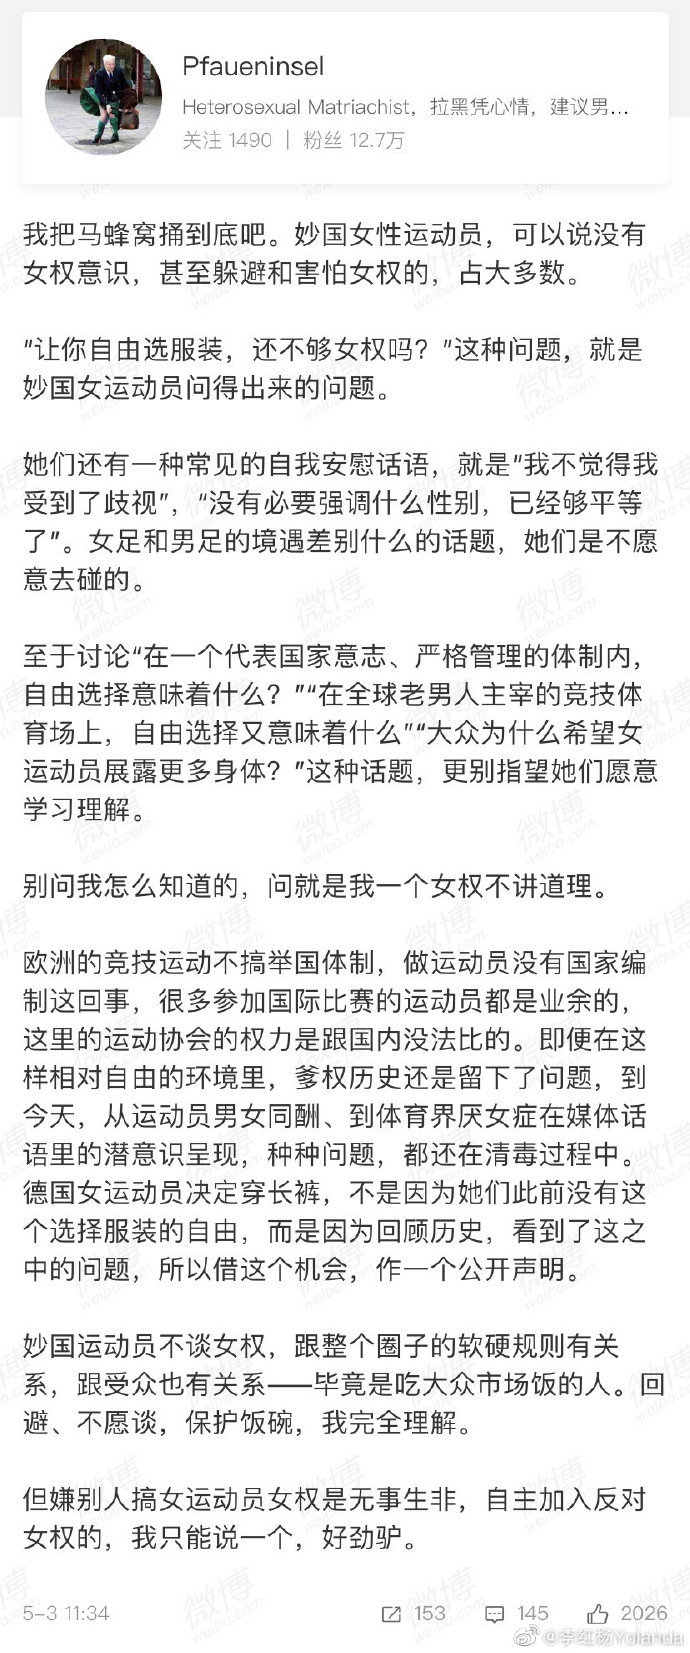 Pfaueninsel
Heterosexual Matriachist，拉黑凭心情，建议男...
关注 1490 | 粉丝 12.7万
我把马蜂窝捅到底吧。妙国女性运动员，可以说没有
女权意识，甚至躲避和害怕女权的，占大多数。
“让你自由选服装，还不够女权吗？”这种问题，就是
妙国女运动员问得出来的问题。
她们还有一种常见的自我安慰话语，就是“我不觉得我
受到了歧视”，“没有必要强调什么性别，已经够平等
了”。女足和男足的境遇差别什么的话题，她们是不愿
意去碰的。
至于讨论“在一个代表国家意志、严格管理的体制内，
自由选择意味着什么？”“在全球老男人主宰的竞技体
育场上，自由选择又意味着什么”“大众为什么希望女
运动员展露更多身体？”这种话题，更别指望她们愿意
学习理解。
别问我怎么知道的，问就是我一个女权不讲道理。
欧洲的竞技运动不搞举国体制，做运动员没有国家编
制这回事，很多参加国际比赛的运动员都是业余的，
这里的运动协会的权力是跟国内没法比的。即便在这
样相对自由的环境里，爹权历史还是留下了问题，到
今天，从运动员男女同酬、到体育界厌女症在媒体话
语里的潜意识呈现，种种问题，都还在清毒过程中。
德国女运动员决定穿长裤，不是因为她们此前没有这
个选择服装的自由，而是因为回顾历史，看到了这之
中的问题，所以借这个机会，作一个公开声明。
妙国运动员不谈女权，跟整个圈子的软硬规则有关
系，跟受众也有关系——毕竟是吃大众市场饭的人。回
避、不愿谈，保护饭碗，我完全理解。
但嫌别人搞女运动员女权是无事生非，自主加入反对
女权的，我只能说一个，好劲驴。
5-3 11:34 153 145 2026
@李红杨Yolanda
微博
weibo.com